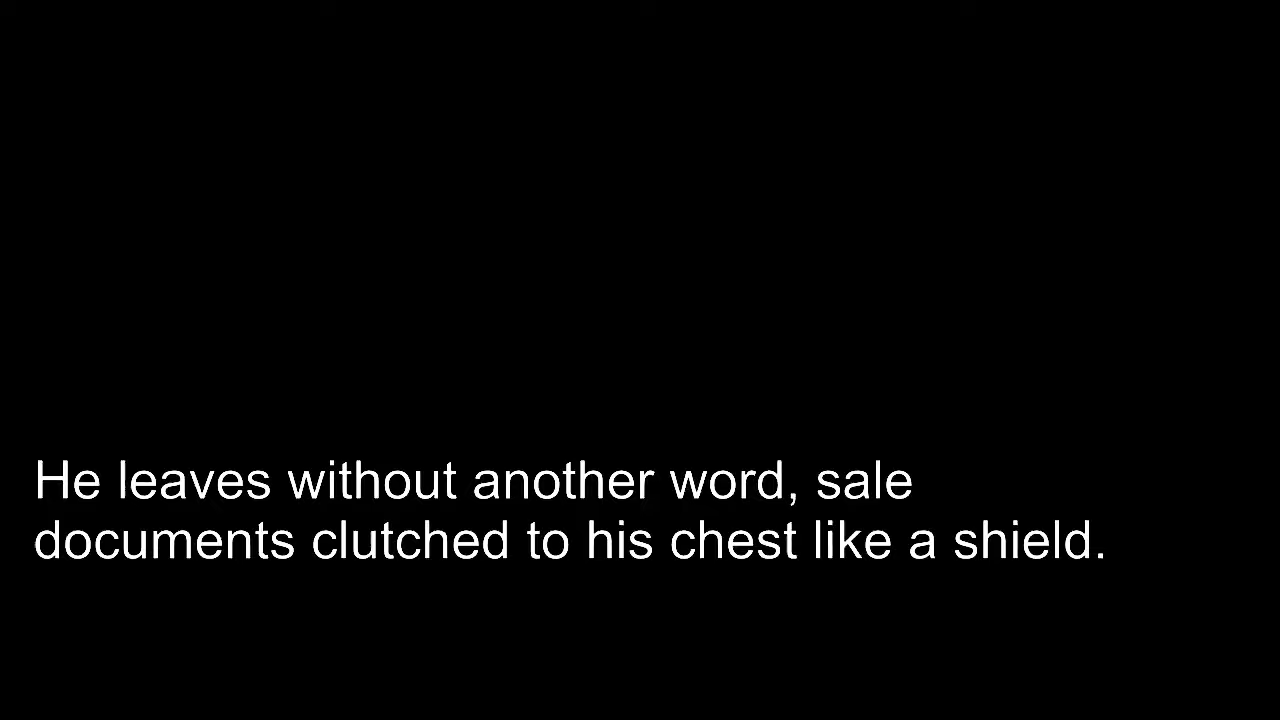 He leaves without another word, sale
documents clutched to his chest like a shield.